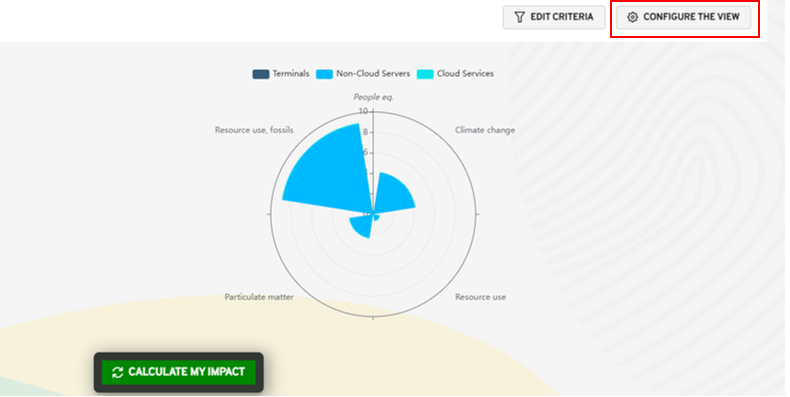 EDIT CRITERIA
CONFIGURE THE VIEW
Terminals
Non-Cloud Servers
Cloud Services
People eq.
10
8
6
Resource use, fossils
Climate change
Particulate matter
Resource use
CALCULATE MY IMPACT